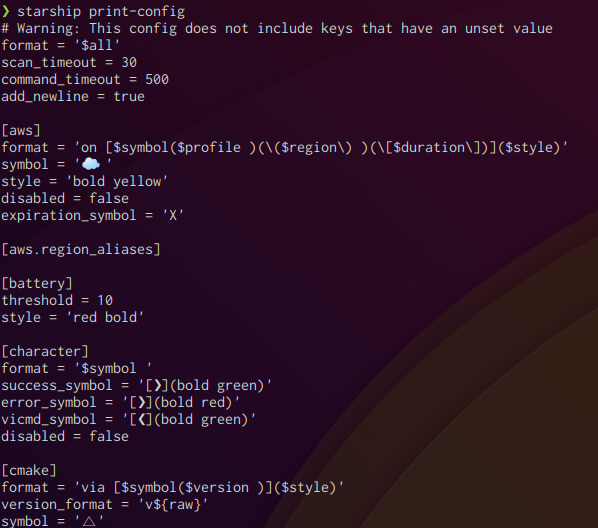 ❯ starship print-config
# Warning: This config does not include keys that have an unset value
format = '$all'
scan_timeout = 30
command_timeout = 500
add_newline = true

[aws]
format = 'on [$symbol($profile )(\($region\) )(\[$duration\])]($style)'
symbol = '☁️ '
style = 'bold yellow'
disabled = false
expiration_symbol = 'X'

[aws.region_aliases]

[battery]
threshold = 10
style = 'red bold'

[character]
format = '$symbol '
success_symbol = '[❯](bold green)'
error_symbol = '[❯](bold red)'
vicmd_symbol = '[❮](bold green)'
disabled = false

[cmake]
format = 'via [$symbol($version )]($style)'
version_format = 'v${raw}'
symbol = '△'